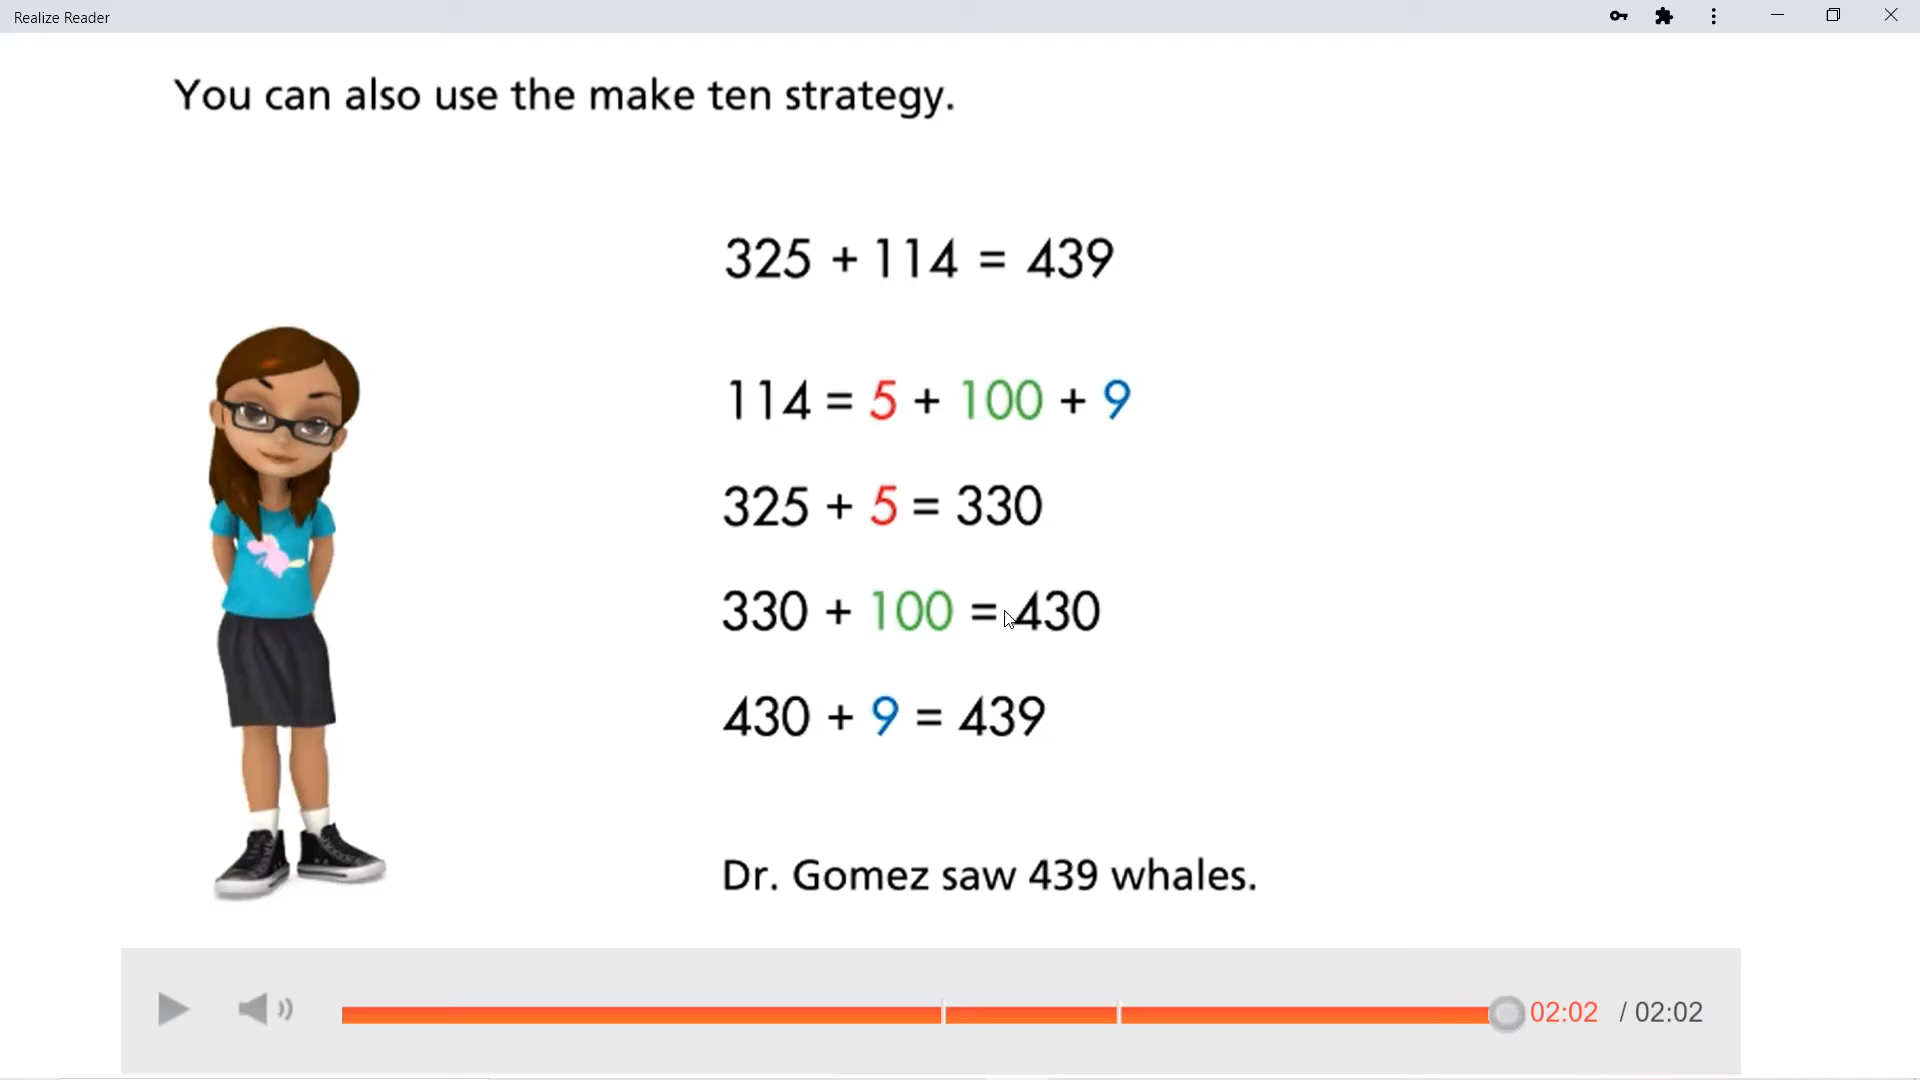 Realize Reader
You can also use the make ten strategy.
325 + 114 = 439
114 = 5 + 100 + 9
325 + 5 = 330
330 + 100 = 430
430 + 9 = 439
Dr. Gomez saw 439 whales.
02:02 / 02:02